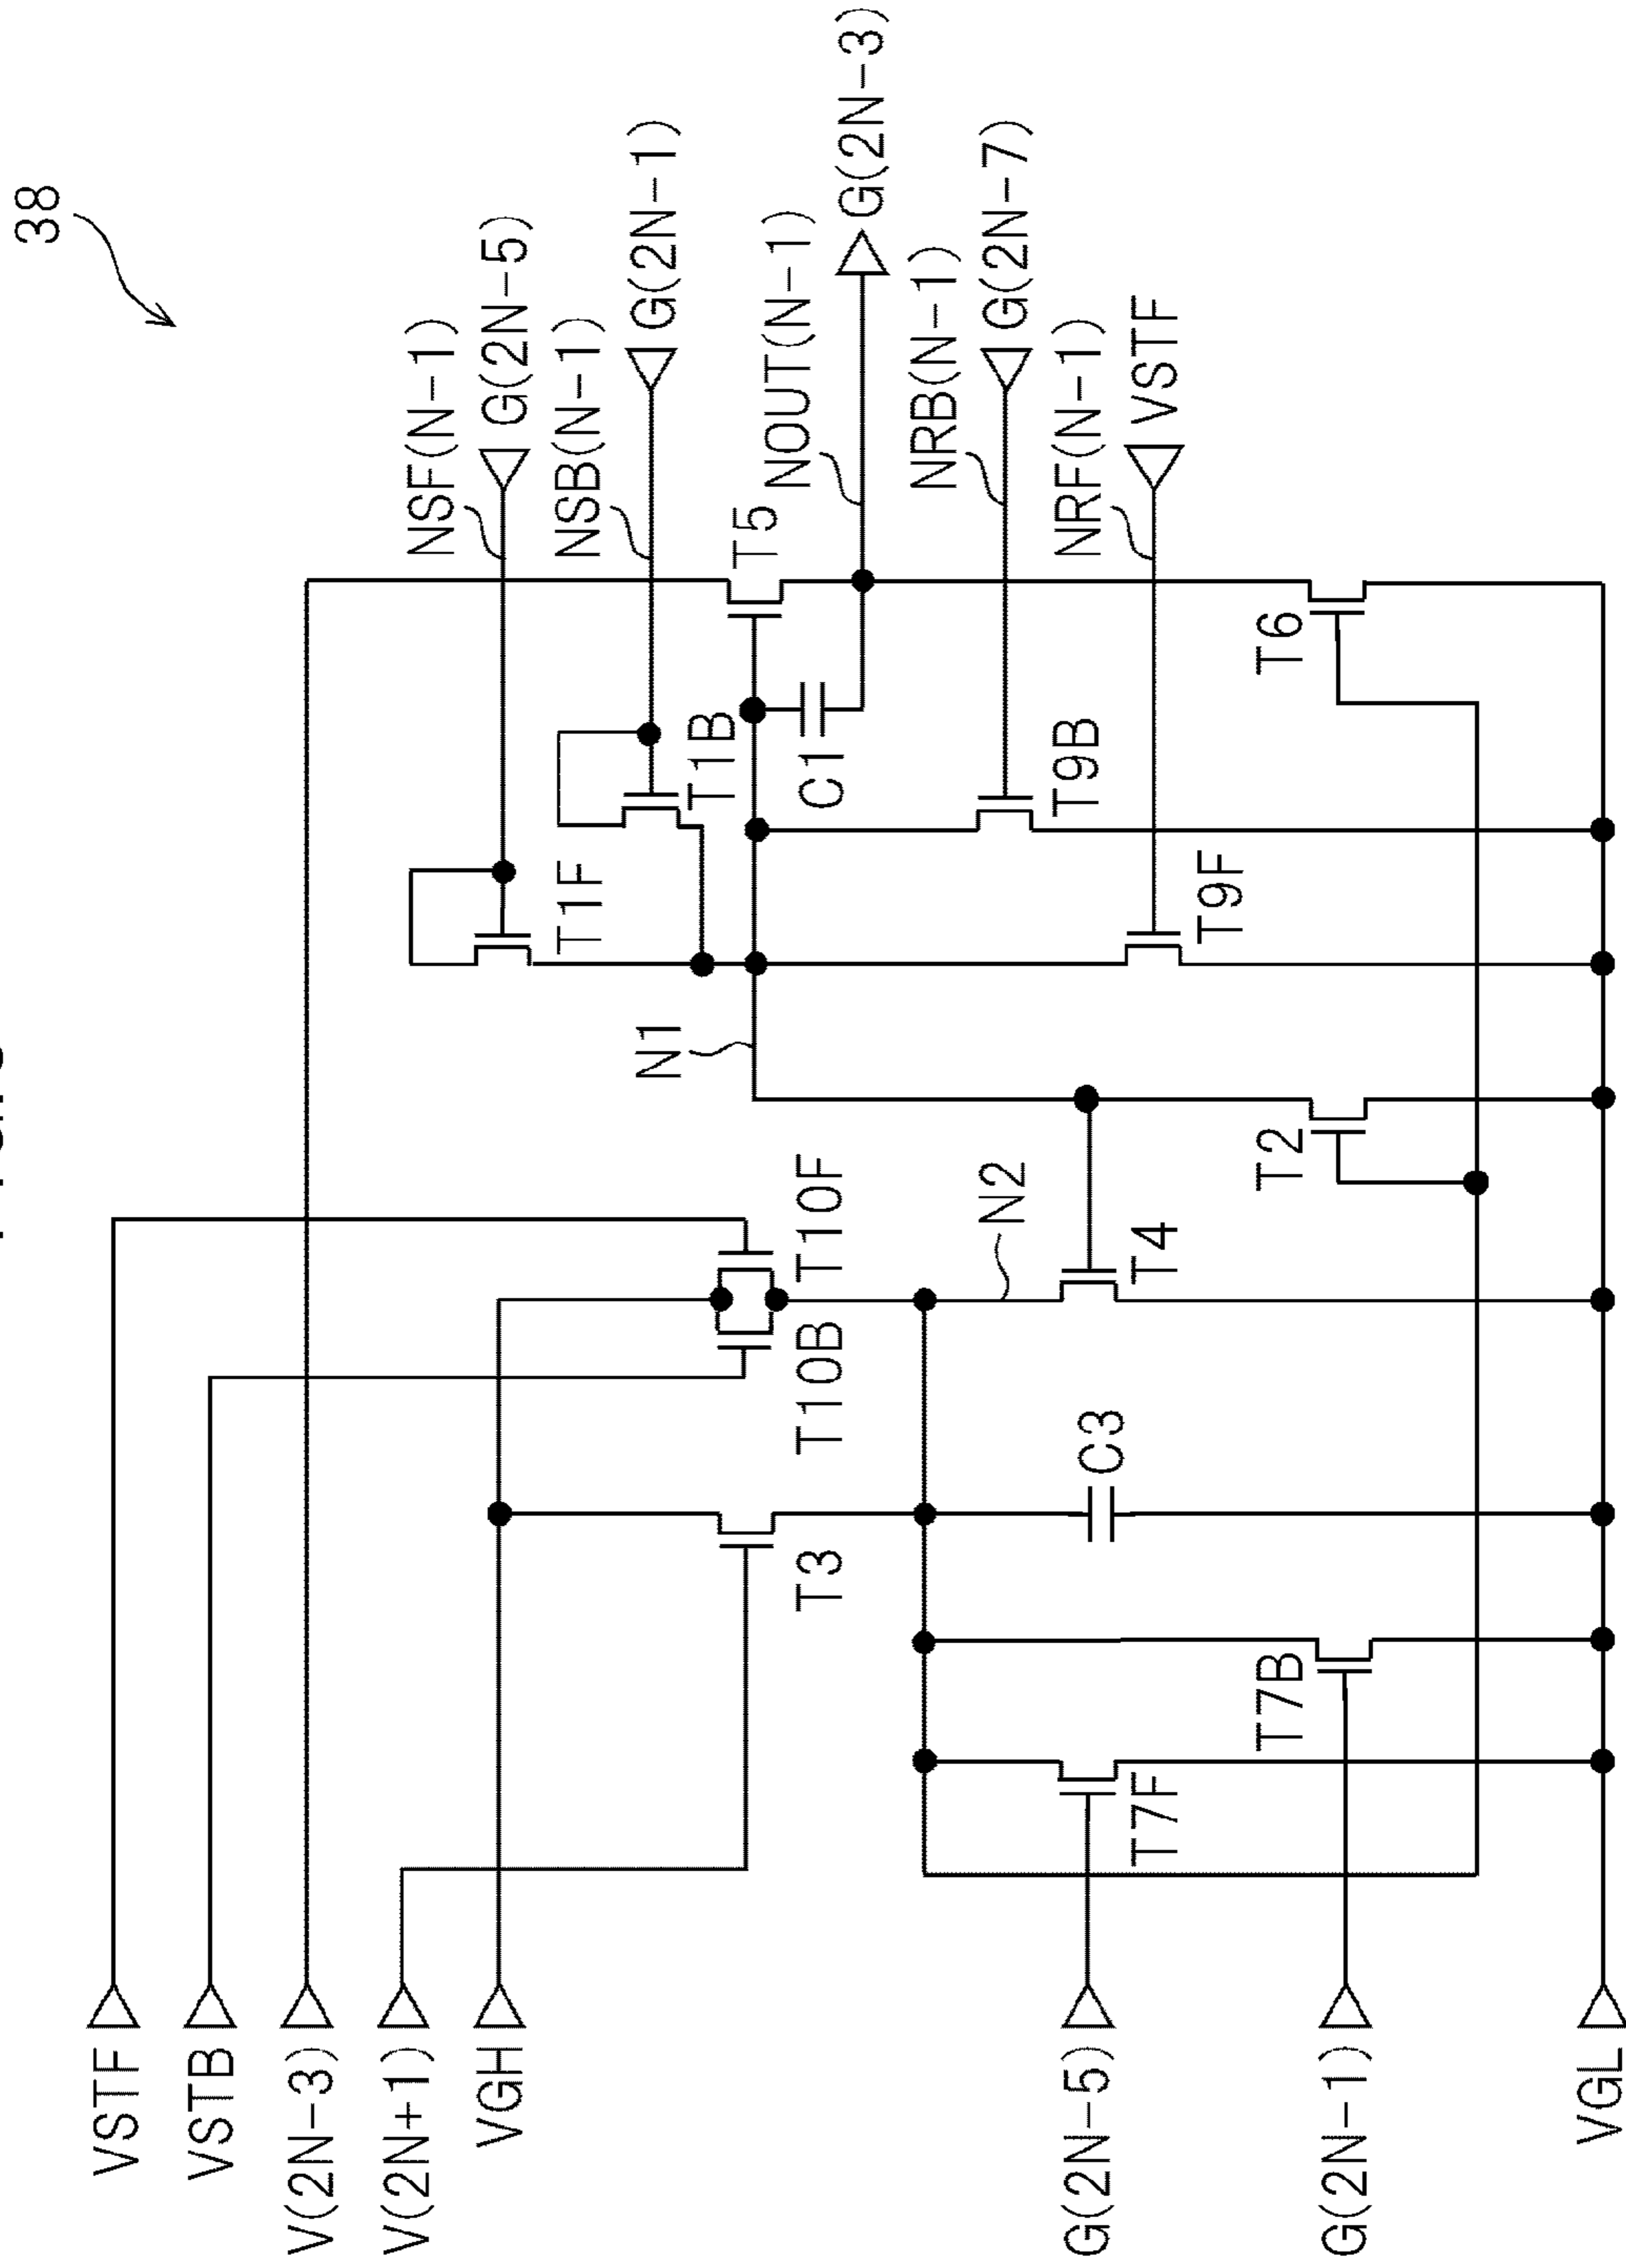 38
VSTF
VSTB
V(2N-3)
V(2N+1)
VGH
G(2N-5)
G(2N-1)
VGL
T10B
T10F
T3
C3
T7F
T7B
N2
T4
T2
N1
T1F
T1B
C1
T5
T9B
T9F
T6
NSF(N-1)
G(2N-5)
NSB(N-1)
G(2N-1)
NOUT(N-1)
G(2N-3)
NRB(N-1)
G(2N-7)
NRF(N-1)
VSTF